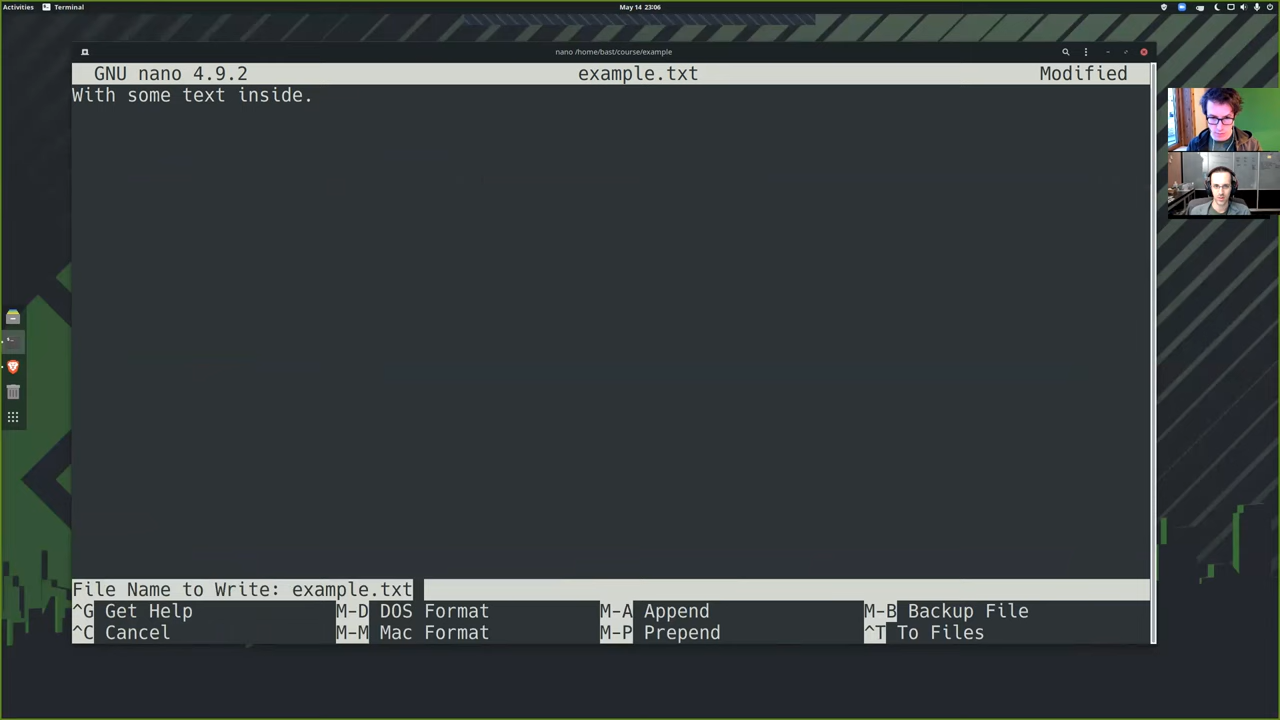 Activities Terminal May 14 23:06
nano /home/bast/course/example
GNU nano 4.9.2 example.txt Modified
With some text inside.
File Name to Write: example.txt
^G Get Help M-D DOS Format M-A Append M-B Backup File
^C Cancel M-M Mac Format M-P Prepend ^T To Files